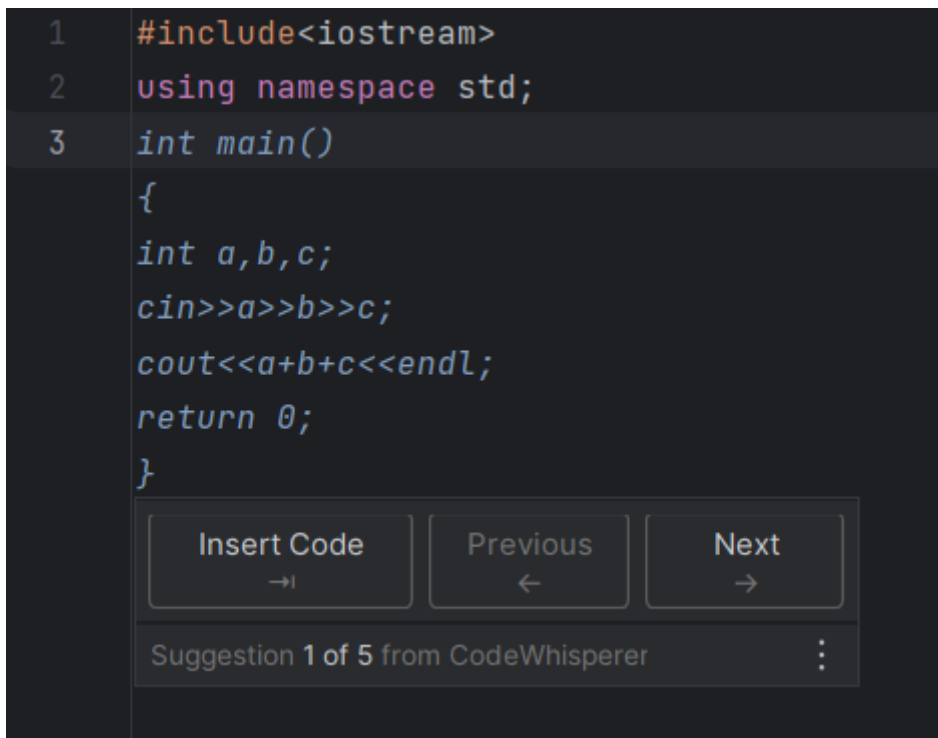 1 #include<iostream>
2 using namespace std;
3 int main()
{
int a,b,c;
cin>>a>>b>>c;
cout<<a+b+c<<endl;
return 0;
}
Insert Code Previous Next
⇥ ← →
Suggestion 1 of 5 from CodeWhisperer ⋮